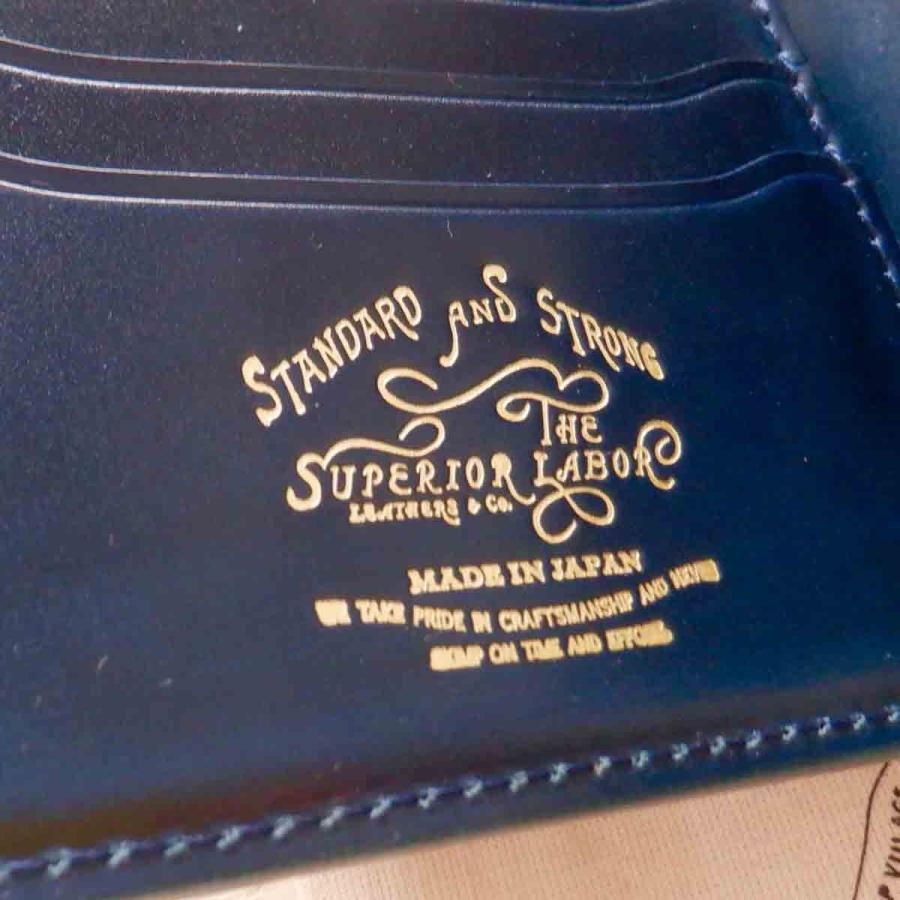 STANDARD AND STRONG
THE
SUPERIOR LABOR
LEATHERS & CO.
MADE IN JAPAN
WE TAKE PRIDE IN CRAFTSMANSHIP AND NEVER
SKIMP ON TIME AND EFFORT.
VILLAGE